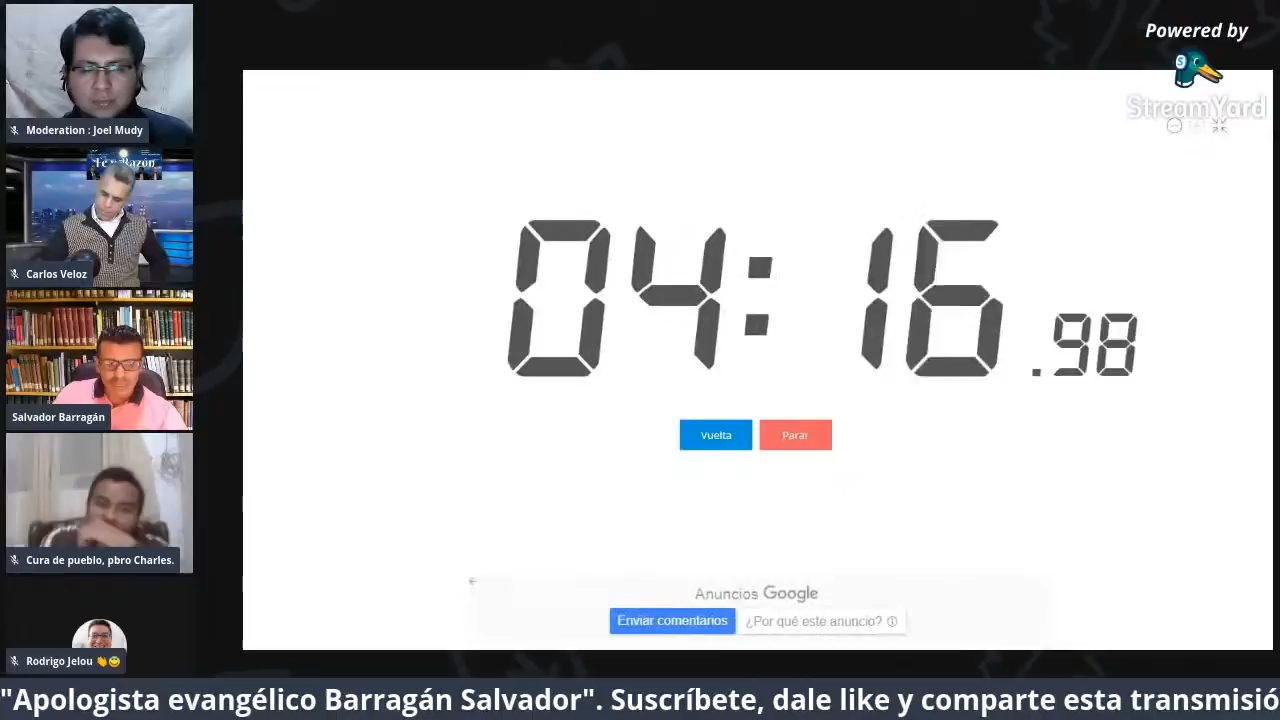 Powered by
StreamYard
Moderation : Joel Mudy
Fe y Razón
Carlos Veloz
Salvador Barragán
Cura de pueblo, pbro Charles.
Rodrigo Jelou 👏😊
04:16.98
Vuelta
Parar
Anuncios Google
Enviar comentarios
¿Por qué este anuncio?
"Apologista evangélico Barragán Salvador". Suscríbete, dale like y comparte esta transmisió